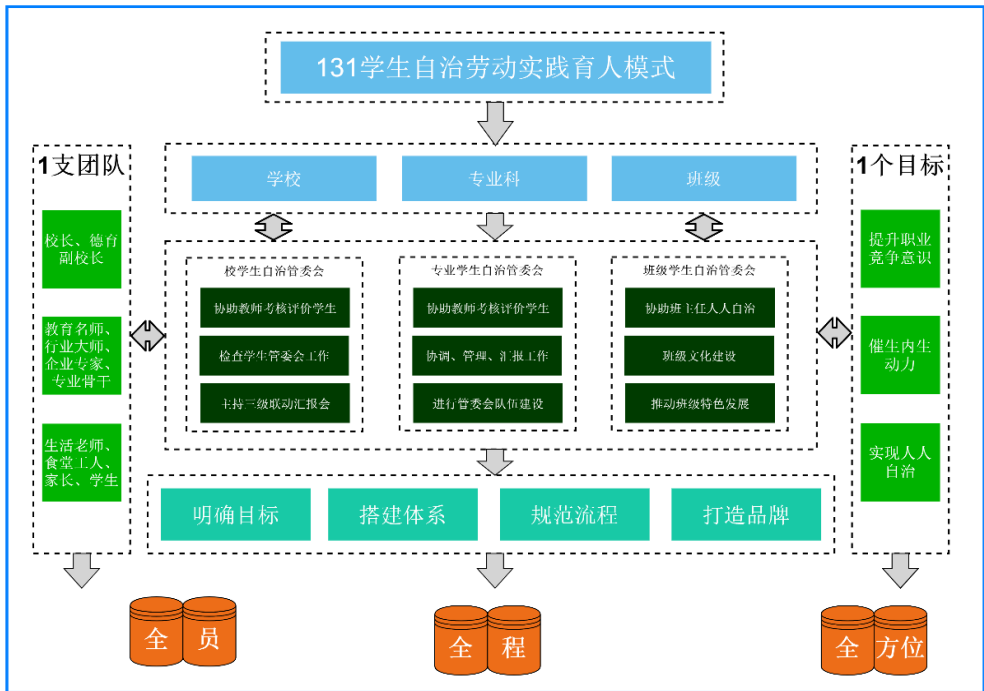 131学生自治劳动实践育人模式
1支团队
校长、德育
副校长
教育名师、
行业大师、
企业专家、
专业骨干
生活老师、
食堂工人、
家长、学生
学校
专业科
班级
校学生自治管委会
协助教师考核评价学生
检查学生管委会工作
主持三级联动汇报会
专业学生自治管委会
协助教师考核评价学生
协调、管理、汇报工作
进行管委会队伍建设
班级学生自治管委会
协助班主任人人自治
班级文化建设
推动班级特色发展
1个目标
提升职业
竞争意识
催生内生
动力
实现人人
自治
明确目标
搭建体系
规范流程
打造品牌
全员
全程
全方位